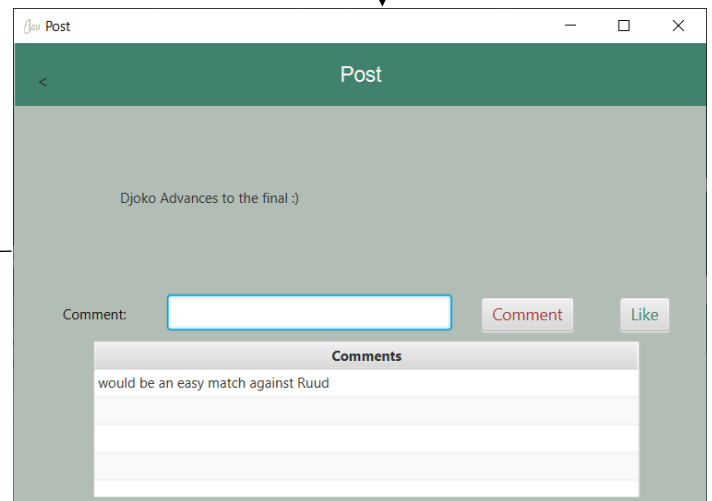 Post
Post
<
Djoko Advances to the final :)
Comment:
Comment
Like
Comments
would be an easy match against Ruud